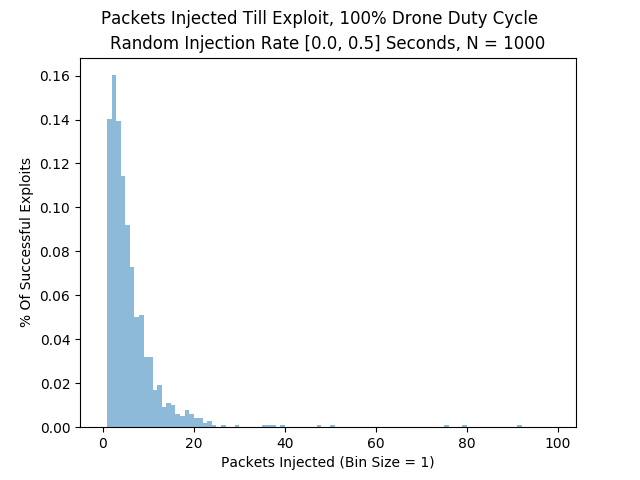 Packets Injected Till Exploit, 100% Drone Duty Cycle
Random Injection Rate [0.0, 0.5] Seconds, N = 1000
% Of Successful Exploits
0.16
0.14
0.12
0.10
0.08
0.06
0.04
0.02
0.00
0 20 40 60 80 100
Packets Injected (Bin Size = 1)